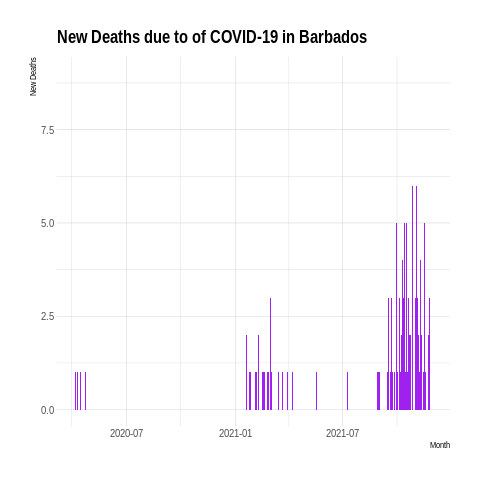 New Deaths due to of COVID-19 in Barbados
New Deaths
7.5
5.0
2.5
0.0
2020-07
2021-01
2021-07
Month